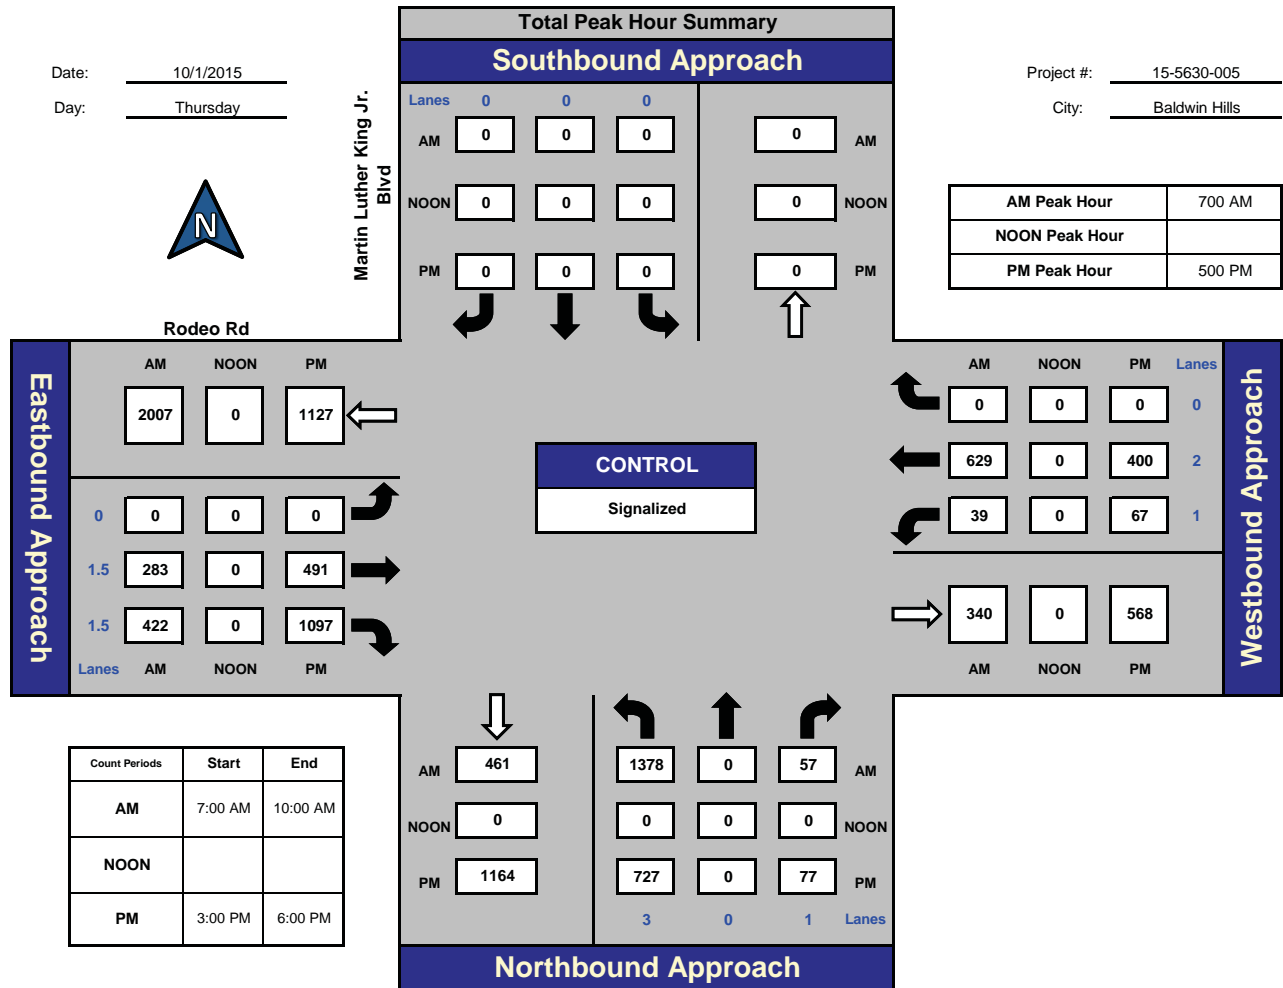 Total Peak Hour Summary
Southbound Approach
Date: 10/1/2015
Day: Thursday
Project #: 15-5630-005
City: Baldwin Hills
Martin Luther King Jr.
Blvd
N
Lanes 0 0 0
AM 0 0 0 0 AM
NOON 0 0 0 0 NOON
PM 0 0 0 0 PM
AM Peak Hour 700 AM
NOON Peak Hour
PM Peak Hour 500 PM
Rodeo Rd
Eastbound Approach
AM NOON PM
2007 0 1127
0 0 0 0
1.5 283 0 491
1.5 422 0 1097
Lanes AM NOON PM
CONTROL
Signalized
AM NOON PM Lanes
0 0 0 0
629 0 400 2
39 0 67 1
340 0 568
AM NOON PM
Westbound Approach
Count Periods Start End
AM 7:00 AM 10:00 AM
NOON
PM 3:00 PM 6:00 PM
AM 461 1378 0 57 AM
NOON 0 0 0 0 NOON
PM 1164 727 0 77 PM
3 0 1 Lanes
Northbound Approach